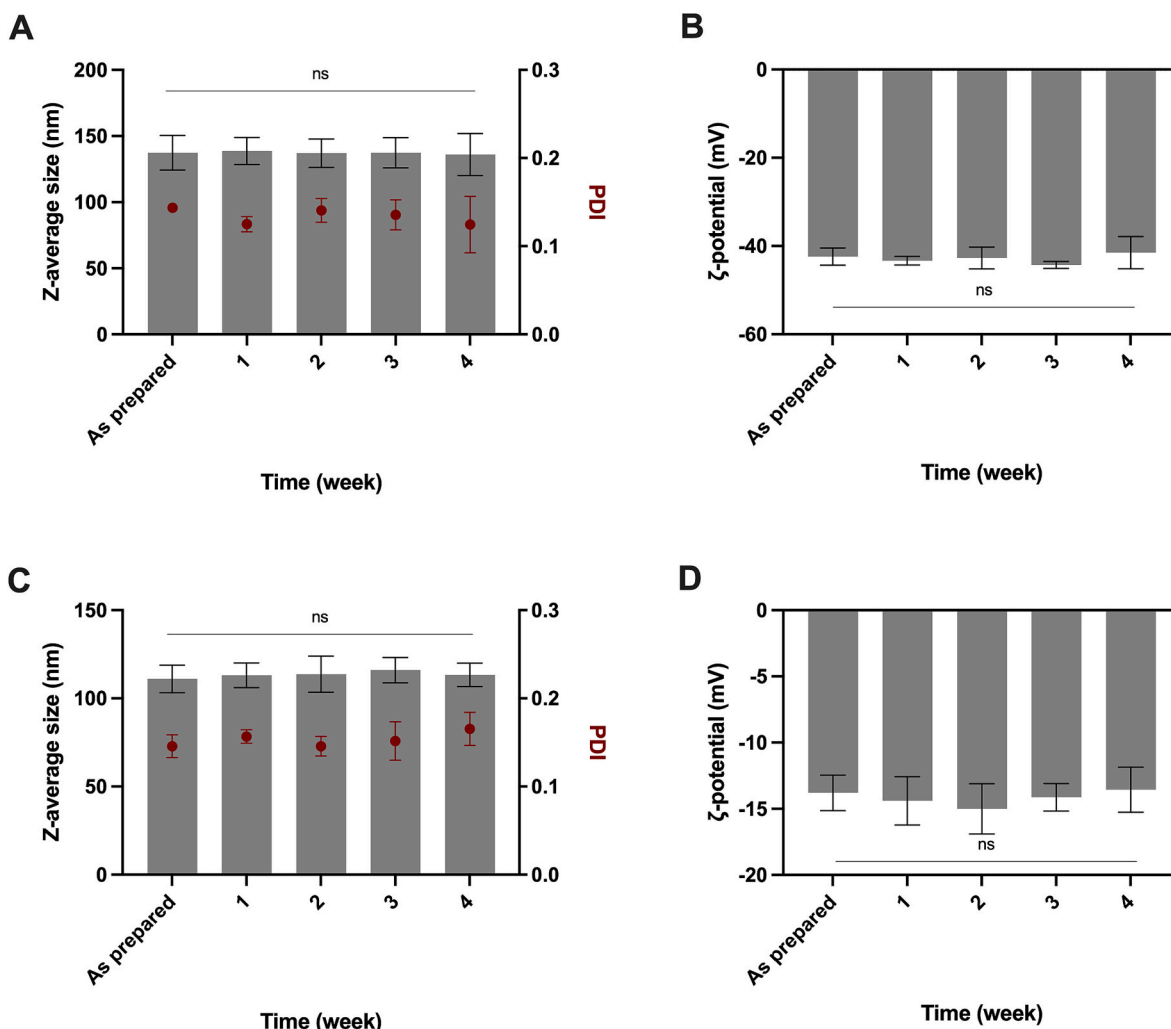 A
ns
200
150
100
50
0
Z-average size (nm)
0.3
0.2
0.1
0.0
PDI
As prepared
1
2
3
4
Time (week)
B
0
-20
-40
-60
ζ-potential (mV)
ns
As prepared
1
2
3
4
Time (week)
C
ns
150
100
50
0
Z-average size (nm)
0.3
0.2
0.1
0.0
PDI
As prepared
1
2
3
4
Time (week)
D
0
-5
-10
-15
-20
ζ-potential (mV)
ns
As prepared
1
2
3
4
Time (week)